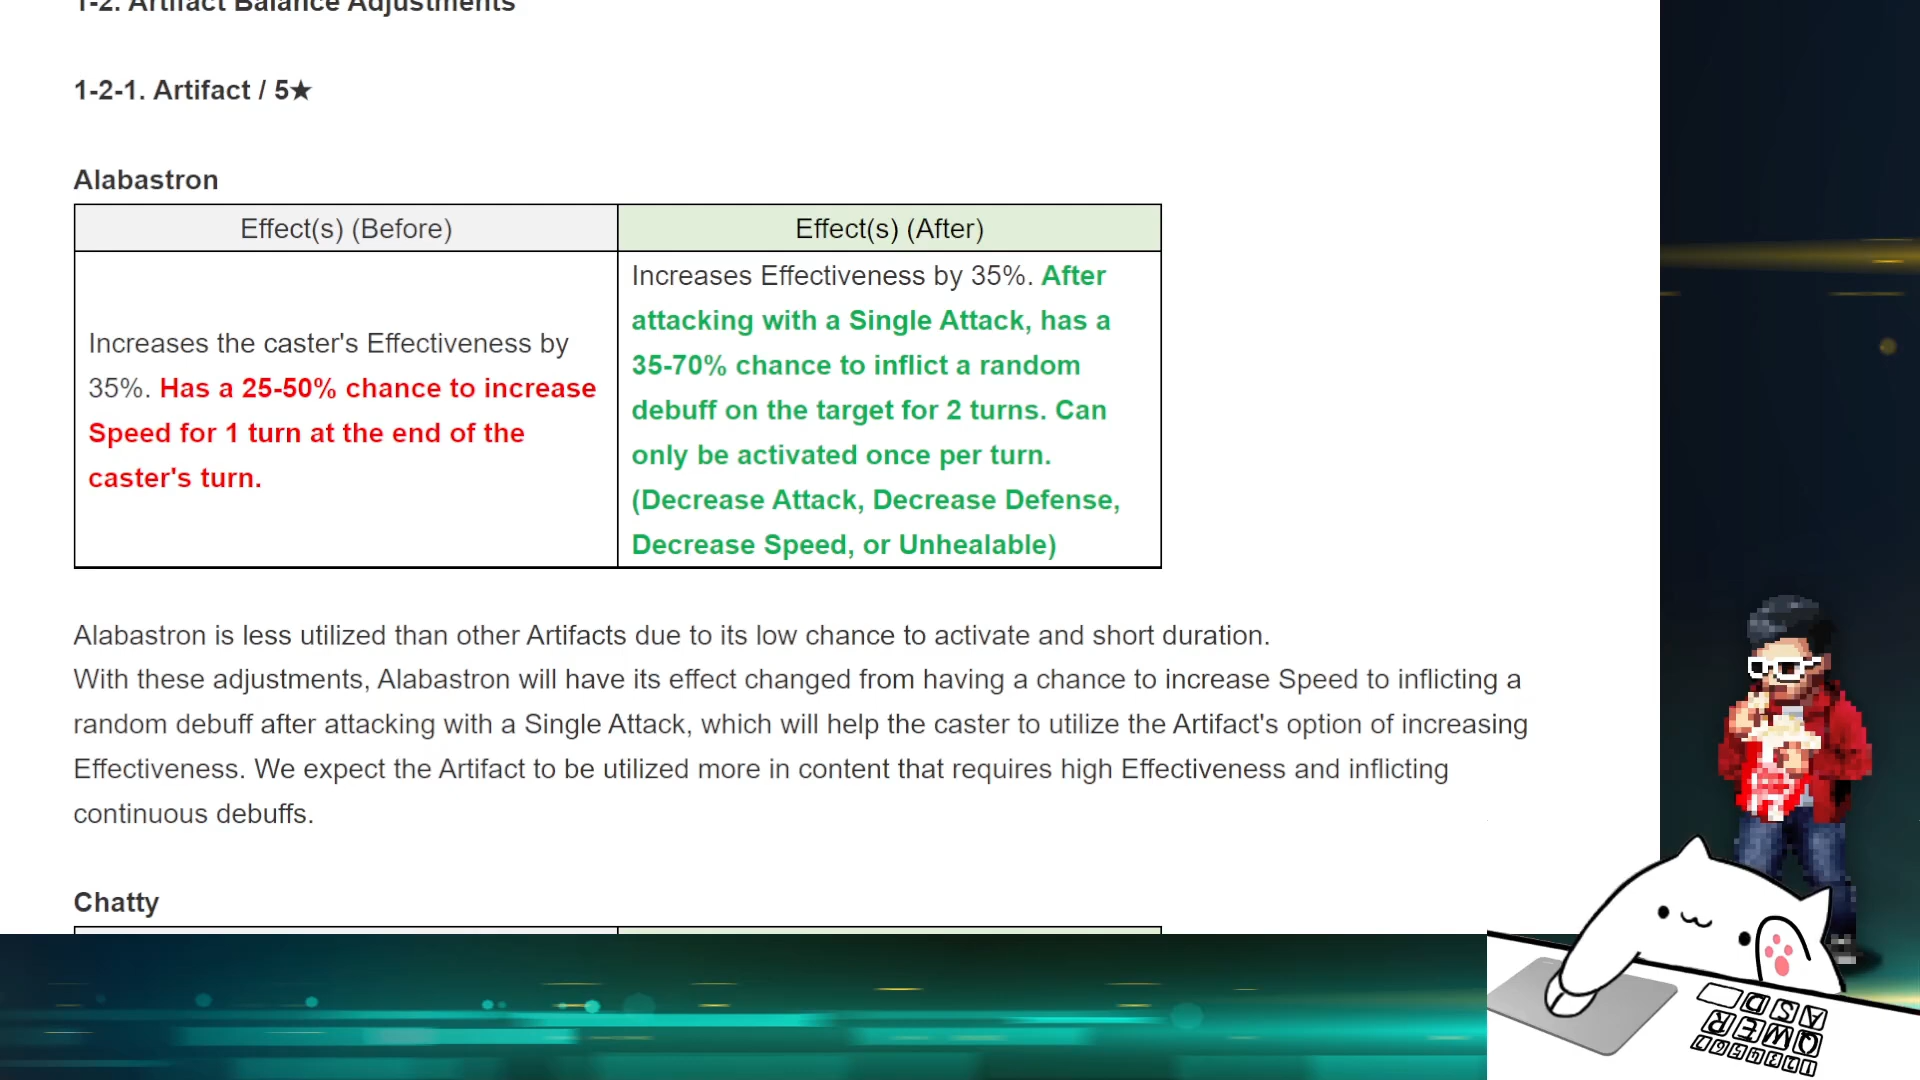 1-2. Artifact Balance Adjustments
1-2-1. Artifact / 5★
Alabastron
Effect(s) (Before)
Effect(s) (After)
Increases the caster's Effectiveness by
35%. Has a 25-50% chance to increase
Speed for 1 turn at the end of the
caster's turn.
Increases Effectiveness by 35%. After
attacking with a Single Attack, has a
35-70% chance to inflict a random
debuff on the target for 2 turns. Can
only be activated once per turn.
(Decrease Attack, Decrease Defense,
Decrease Speed, or Unhealable)
Alabastron is less utilized than other Artifacts due to its low chance to activate and short duration.
With these adjustments, Alabastron will have its effect changed from having a chance to increase Speed to inflicting a
random debuff after attacking with a Single Attack, which will help the caster to utilize the Artifact's option of increasing
Effectiveness. We expect the Artifact to be utilized more in content that requires high Effectiveness and inflicting
continuous debuffs.
Chatty
A S D
Q W E R